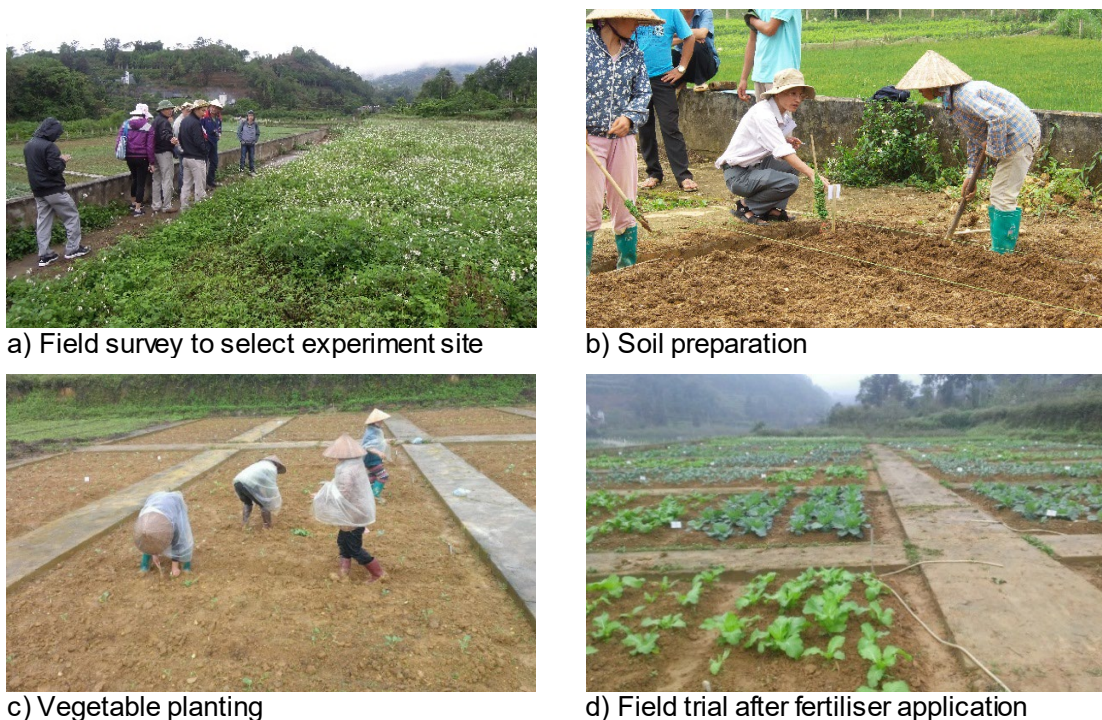 a) Field survey to select experiment site
b) Soil preparation
c) Vegetable planting
d) Field trial after fertiliser application